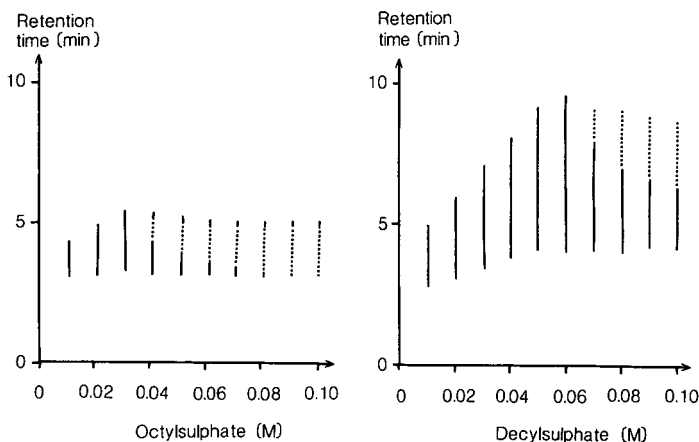 Retention
time (min)
10
5
0
0 0.02 0.04 0.06 0.08 0.10
Octylsulphate (M)
Retention
time (min)
10
5
0
0 0.02 0.04 0.06 0.08 0.10
Decylsulphate (M)